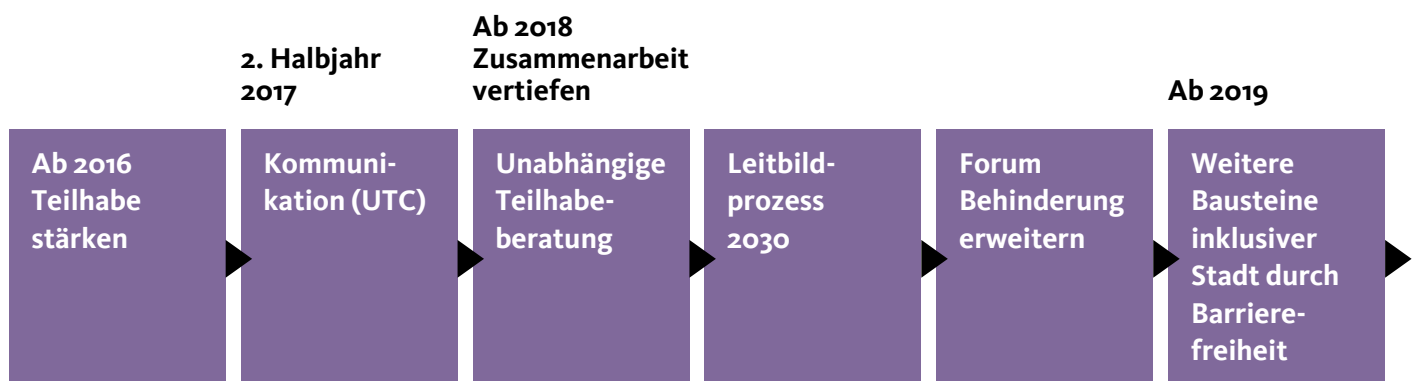 2. Halbjahr
2017
Ab 2018
Zusammenarbeit
vertiefen
Ab 2019
Ab 2016
Teilhabe
stärken
Kommuni-
kation (UTC)
Unabhängige
Teilhabe-
beratung
Leitbild-
prozess
2030
Forum
Behinderung
erweitern
Weitere
Bausteine
inklusiver
Stadt durch
Barriere-
freiheit